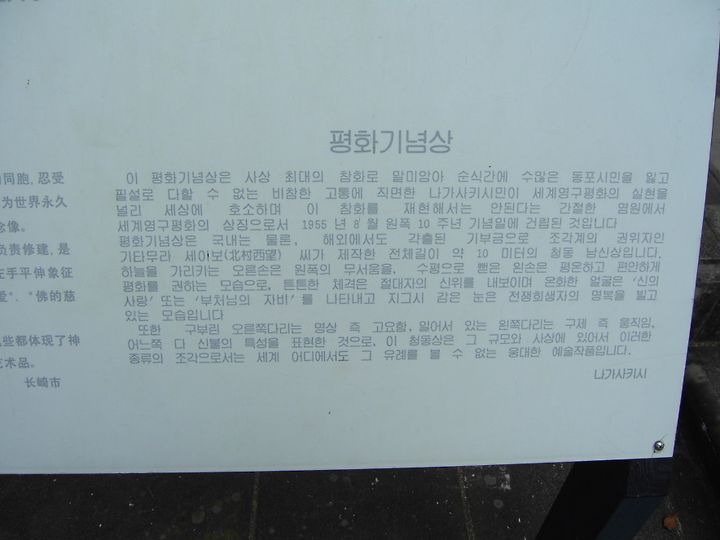 평화기념상
이 평화기념상은 사상 최대의 참화로 말미암아 순식간에 수많은 동포시민을 잃고
필설로 다할 수 없는 비참한 고통에 직면한 나가사키시민이 세계영구평화의 실현을
널리 세상에 호소하며 이 참화를 재현해서는 안된다는 간절한 염원에서
세계영구평화의 상징으로서 1955 년 8 월 원폭 10 주년 기념일에 건립된 것입니다
평화기념상은 국내는 물론, 해외에서도 각출된 기부금으로 조각계의 권위자인
기타무라 세이보(北村西望) 씨가 제작한 전체길이 약 10 미터의 청동 남신상입니다.
하늘을 가리키는 오른손은 원폭의 무서움을, 수평으로 뻗은 왼손은 평온하고 편안하게
평화를 권하는 모습으로, 튼튼한 체격은 절대자의 신위를 내보이며 온화한 얼굴은 '신의
사랑' 또는 '부처님의 자비' 를 나타내고 지그시 감은 눈은 전쟁희생자의 명복을 빌고
있는 모습입니다
또한 구부린 오른쪽다리는 명상 즉 고요함, 일어서 있는 왼쪽다리는 구제 즉 움직임,
어느쪽 다 신불의 특성을 표현한 것으로, 이 청동상은 그 규모와 사상에 있어서 이러한
종류의 조각으로서는 세계 어디에서도 그 유례를 볼 수 없는 웅대한 예술작품입니다.
나가사키시
同胞, 忍受
为世界永久
念像。
负责修建, 是
左手平伸象征
爱"、"佛的慈
些都体现了神
艺术品。
长崎市